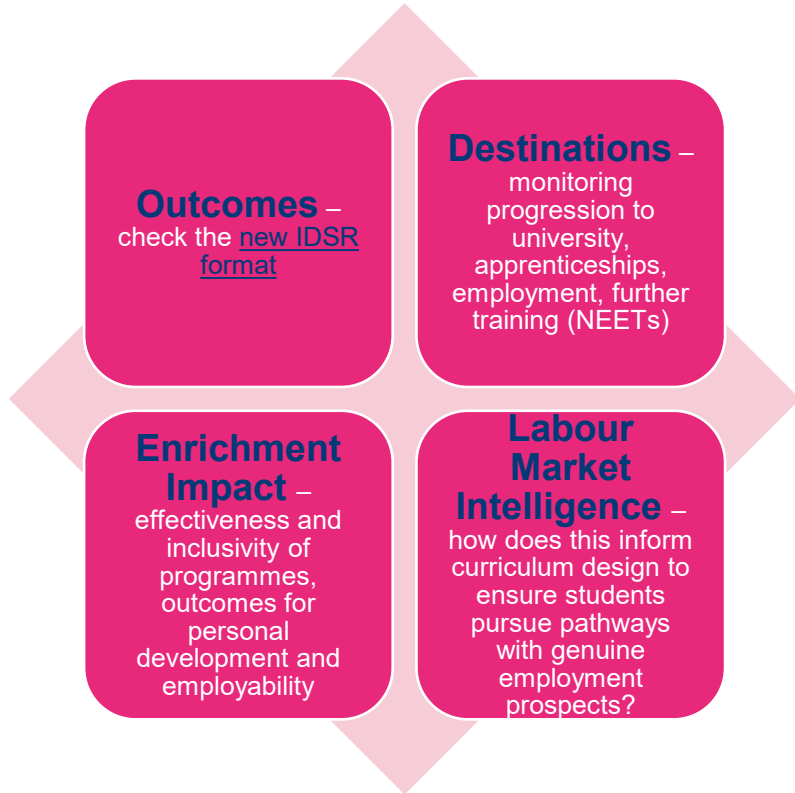 Outcomes –
check the new IDSR
format
Destinations –
monitoring
progression to
university,
apprenticeships,
employment, further
training (NEETs)
Enrichment
Impact –
effectiveness and
inclusivity of
programmes,
outcomes for
personal
development and
employability
Labour
Market
Intelligence –
how does this inform
curriculum design to
ensure students
pursue pathways
with genuine
employment
prospects?